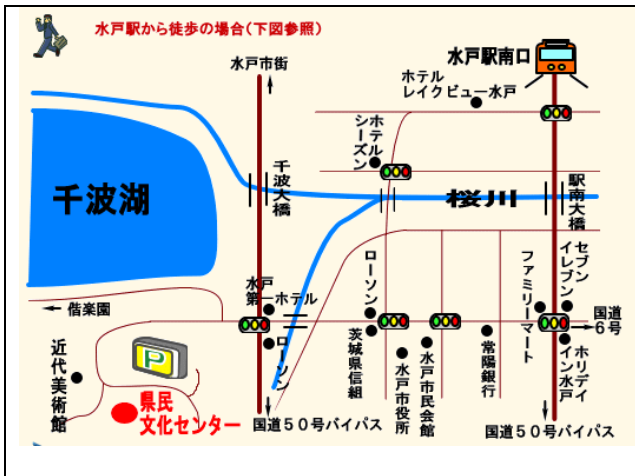 水戸駅から徒歩の場合(下図参照)
水戸市街
水戸駅南口
ホテル
レイクビュー水戸
ホテル
シーズン
千波湖
千波大橋
桜川
駅南大橋
水戸
第一ホテル
ローソン
ローソン
茨城県信組
水戸市役所
水戸市民会館
常陽銀行
ファミリーマート
セブン
イレブン
国道
6号
ホリデイ
イン水戸
偕楽園
近代美術館
P
県民
文化センター
国道50号バイパス
国道50号バイパス